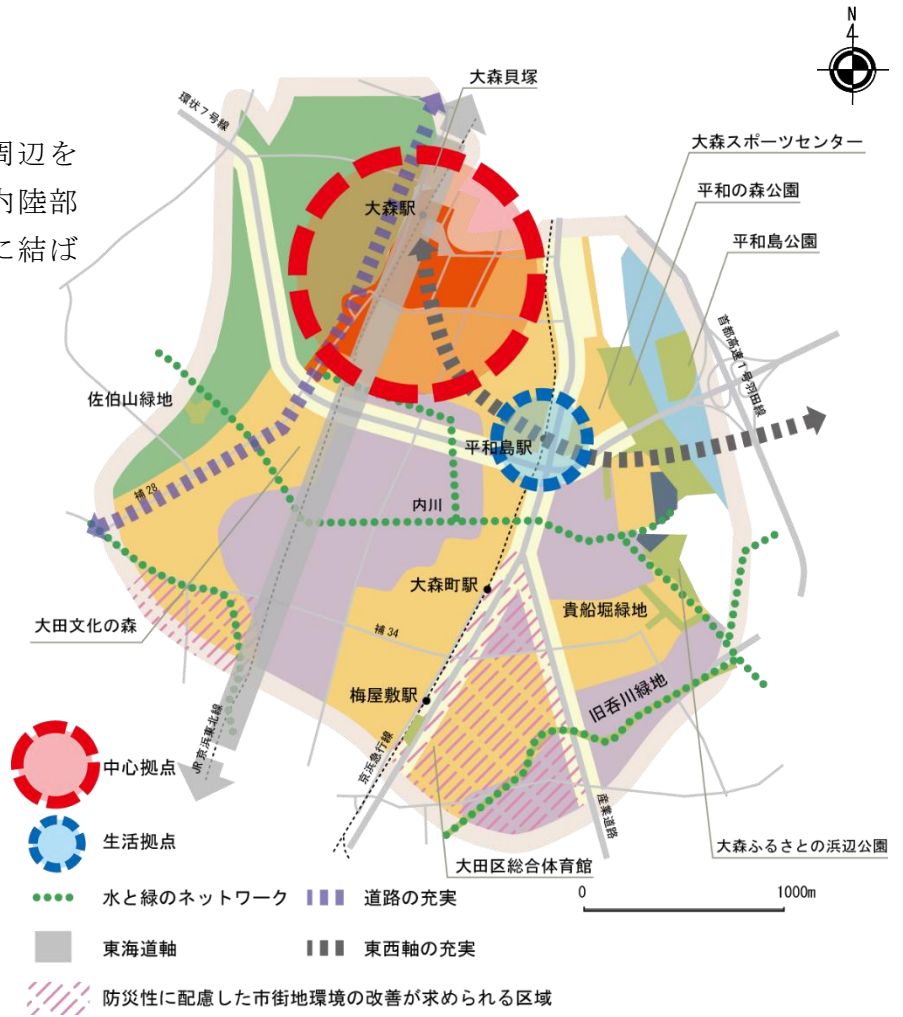 N
大森貝塚
環状7号線
周辺を
大森スポーツセンター
内陸部
平和の森公園
大森駅
に結ば
平和島公園
首都高速1号羽田線
佐伯山緑地
平和島駅
補28
内川
大森町駅
貴船堀緑地
大田文化の森
補34
梅屋敷駅
旧呑川緑地
JR京浜東北線
京浜急行線
産業道路
中心拠点
生活拠点
大森ふるさとの浜辺公園
大田区総合体育館
水と緑のネットワーク
道路の充実
0 1000m
東海道軸
東西軸の充実
防災性に配慮した市街地環境の改善が求められる区域